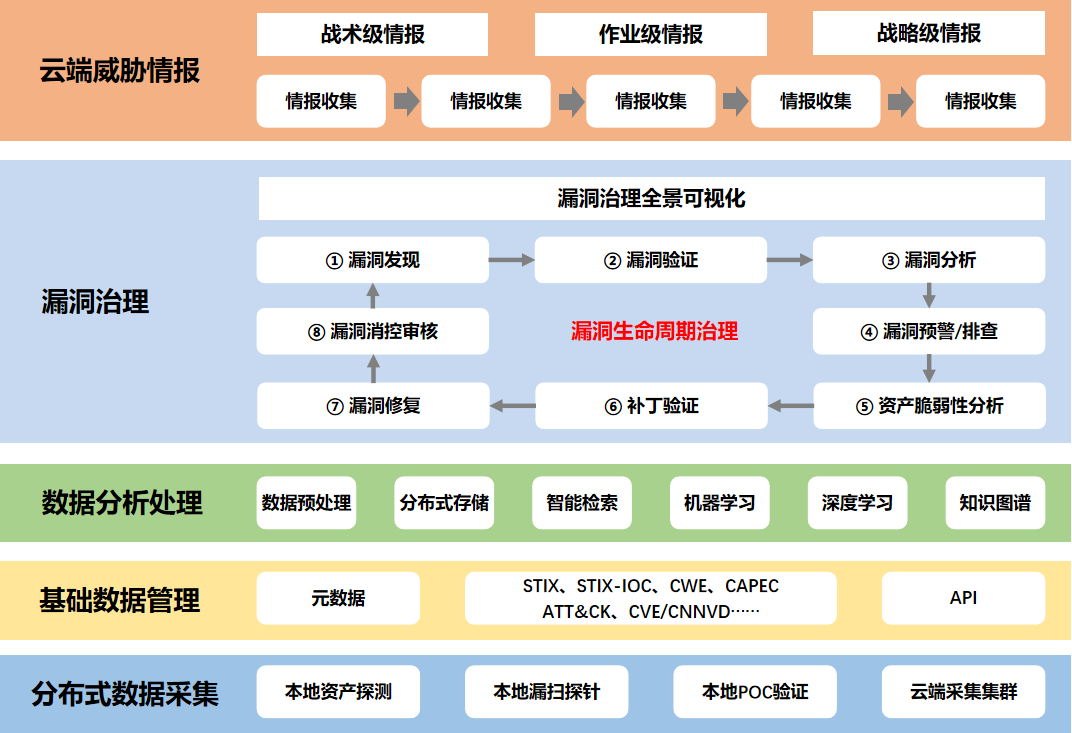 云端威胁情报
战术级情报
作业级情报
战略级情报
情报收集
情报收集
情报收集
情报收集
情报收集
漏洞治理
漏洞治理全景可视化
① 漏洞发现
② 漏洞验证
③ 漏洞分析
⑧ 漏洞消控审核
漏洞生命周期治理
④ 漏洞预警/排查
⑦ 漏洞修复
⑥ 补丁验证
⑤ 资产脆弱性分析
数据分析处理
数据预处理
分布式存储
智能检索
机器学习
深度学习
知识图谱
基础数据管理
元数据
STIX、STIX-IOC、CWE、CAPEC
ATT&CK、CVE/CNNVD……
API
分布式数据采集
本地资产探测
本地漏扫探针
本地POC验证
云端采集集群